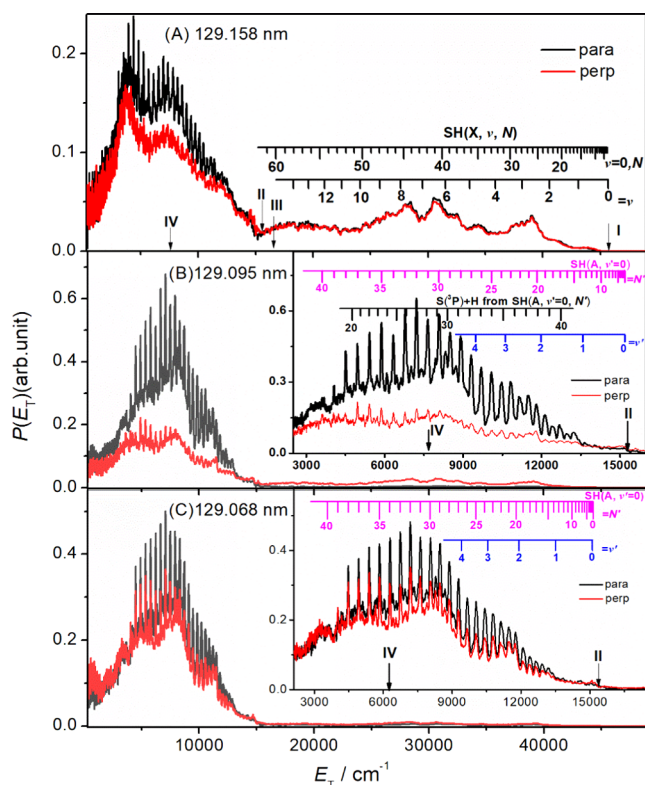 (A) 129.158 nm
para
perp
SH(X, v, N)
60 50 40 30 20 v=0,N
12 10 8 6 4 2 0 =v
II
III
I
IV
0.2
0.1
0.0
(B) 129.095 nm
SH(A, v'=0)
40 35 30 25 20 15 10 =N'
S(³P)+H from SH(A, v'=0, N')
20 25 30 35 40
4 3 2 1 0 =v'
para
perp
II
IV
0.6
0.3
0.0
3000 6000 9000 12000 15000
0.6
0.4
0.2
0.0
P(E_T)(arb.unit)
(C) 129.068 nm
SH(A, v'=0)
40 35 30 25 20 15 10 0 =N'
4 3 2 1 0 =v'
para
perp
IV
II
0.4
0.2
0.0
3000 6000 9000 12000 15000
0.4
0.2
0.0
10000 20000 30000 40000
E_T / cm⁻¹